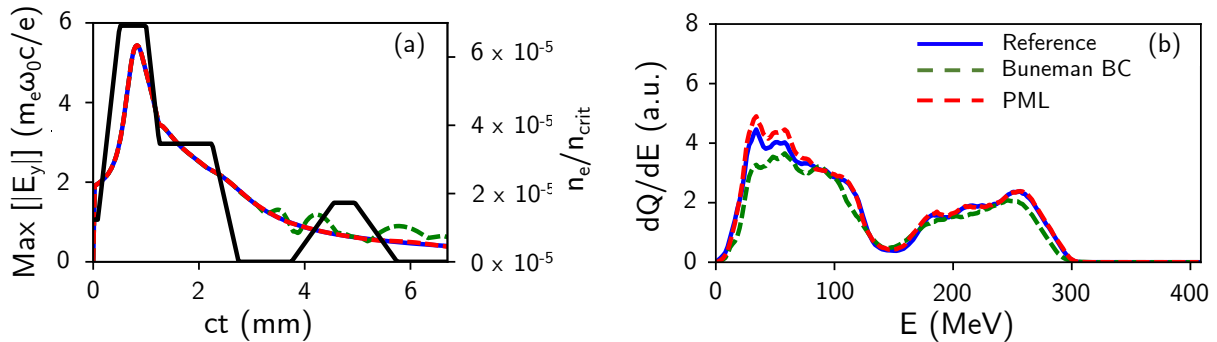 (a)
Max [|E_y|] (m_eω_0c/e)
6
4
2
0
0 2 4 6
ct (mm)
6 x 10^-5
4 x 10^-5
2 x 10^-5
0 x 10^-5
n_e/n_crit
(b)
dQ/dE (a.u.)
8
6
4
2
0
0 100 200 300 400
E (MeV)
Reference
Buneman BC
PML